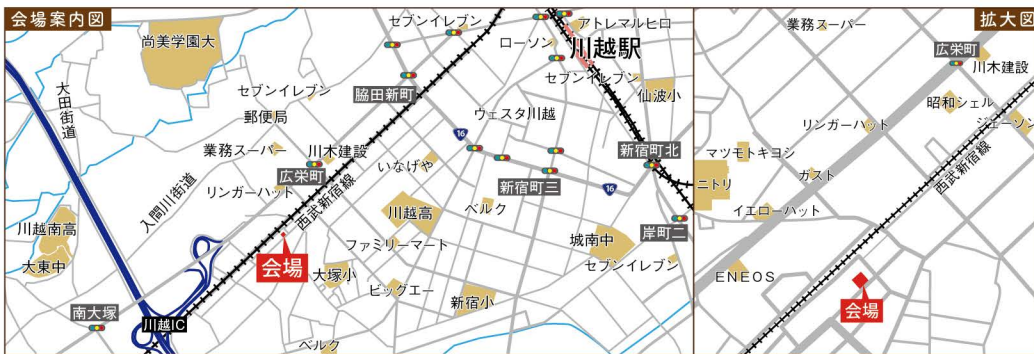 会場案内図
尚美学園大
セブンイレブン
アトレマルヒロ
ローソン
川越駅
セブンイレブン
大田街道
脇田新町
仙波小
セブンイレブン
郵便局
ウェスタ川越
16
業務スーパー
川木建設
いなげや
新宿町北
広栄町
新宿町三
16
入間川街道
リンガーハット
西武新宿線
川越高
ベルク
川越南高
大東中
会場
ファミリーマート
城南中
岸町二
大塚小
セブンイレブン
ビッグエー
新宿小
南大塚
川越IC
ベルク
拡大図
業務スーパー
広栄町
川木建設
昭和シェル
ジェーソン
リンガーハット
マツモトキヨシ
西武新宿線
ガスト
ニトリ
イエローハット
ENEOS
会場